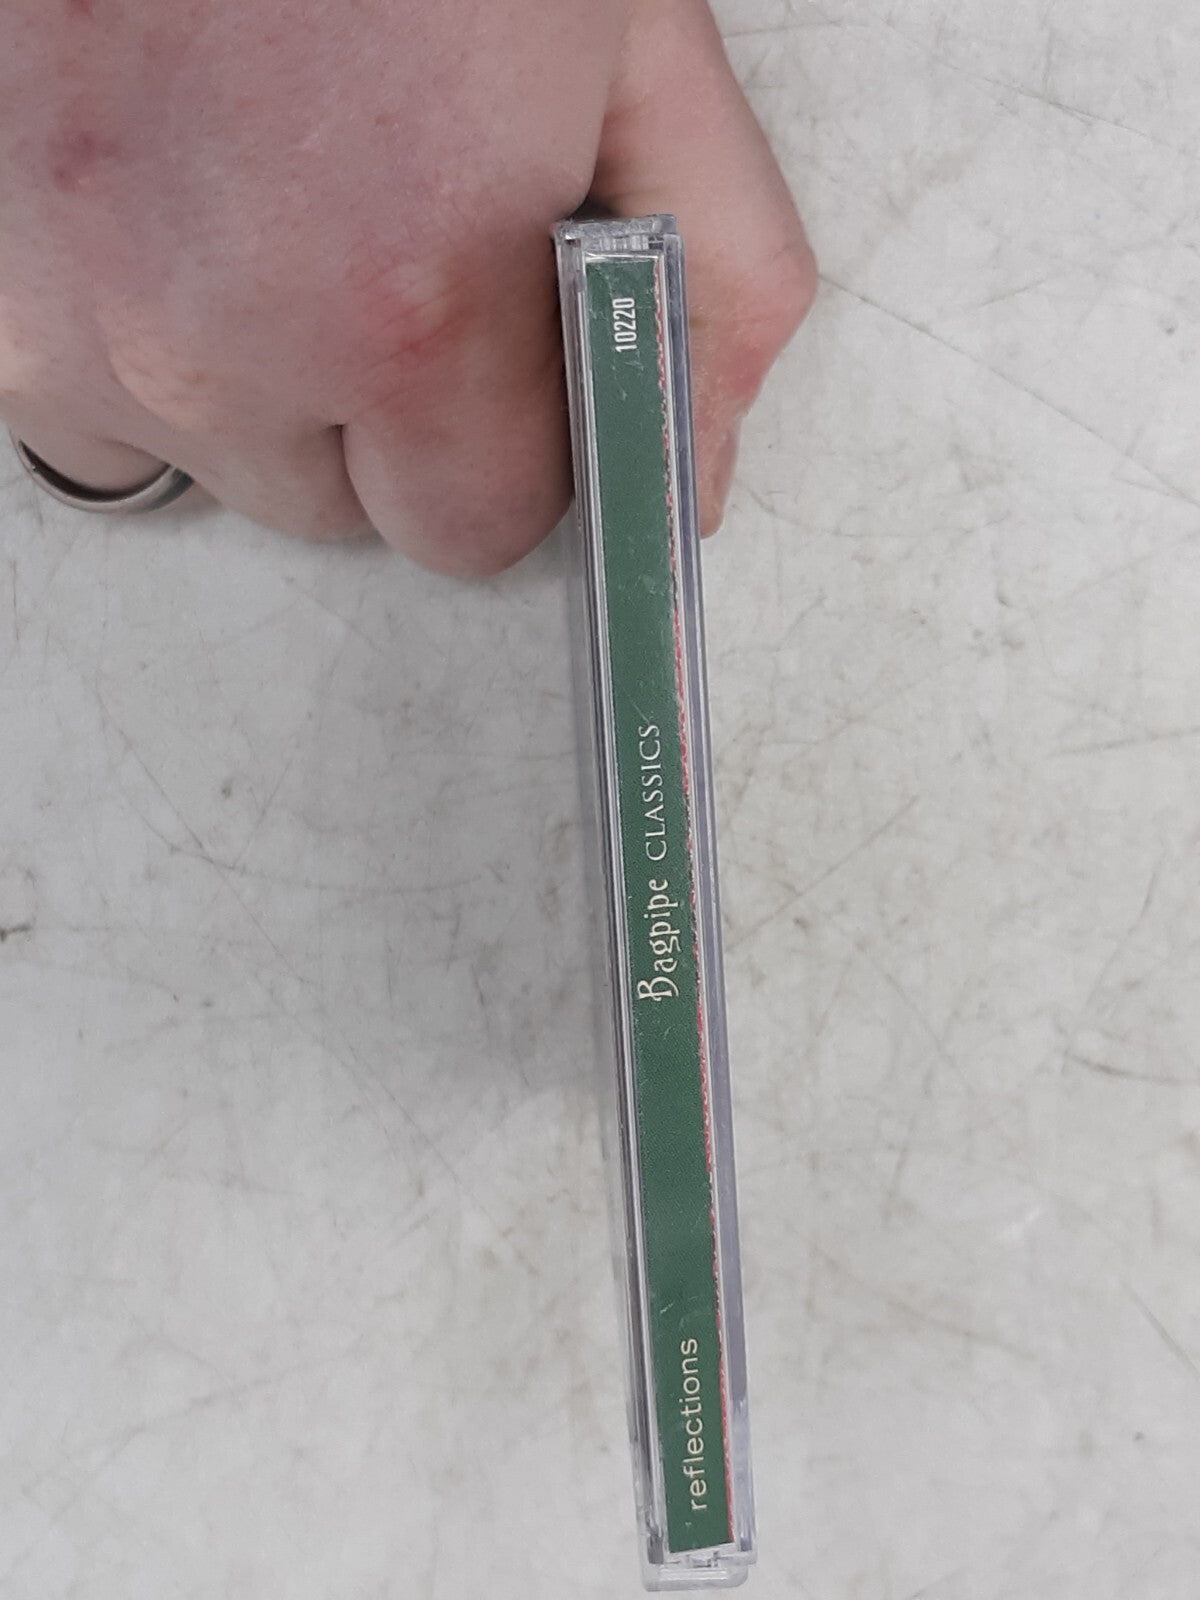 reflections
Bagpipe CLASSICS
10220